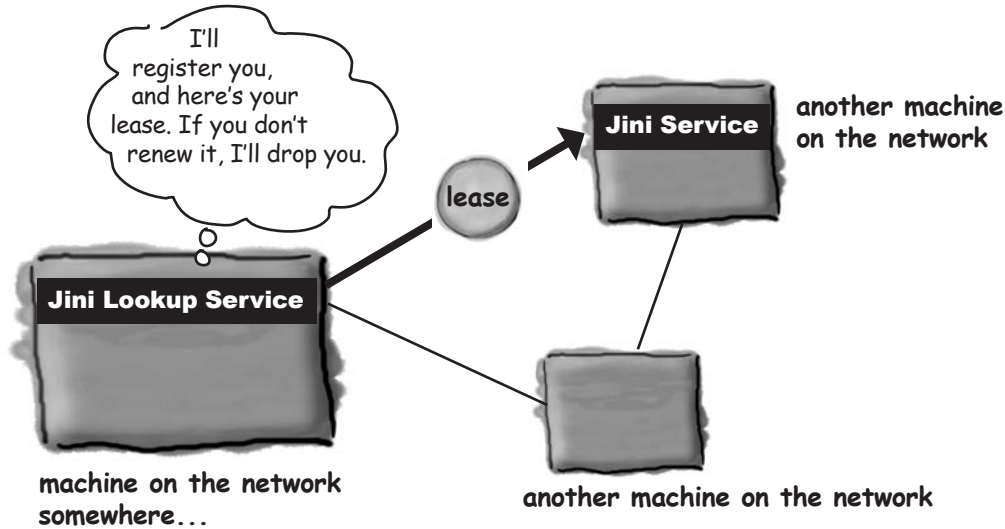 I'll
register you,
and here's your
lease. If you don't
renew it, I'll drop you.
lease
Jini Service
another machine
on the network
Jini Lookup Service
machine on the network
somewhere...
another machine on the network